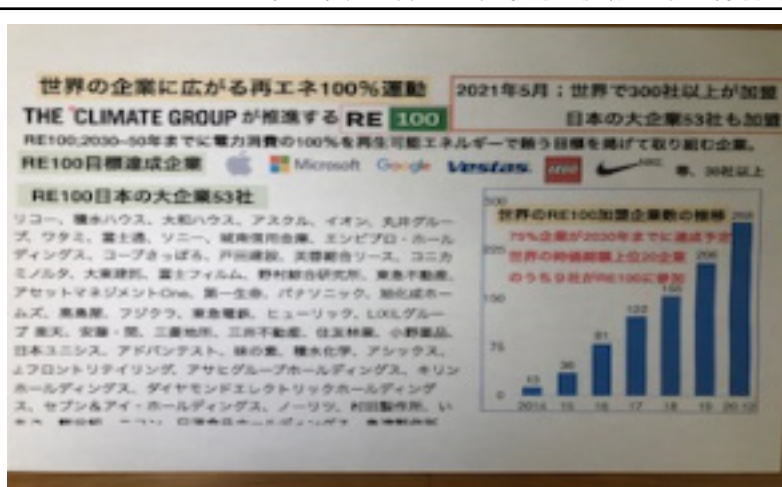 世界の企業に広がる再エネ100%運動
2021年5月；世界で300社以上が加盟
日本の大企業53社も加盟
THE CLIMATE GROUP が推進する RE 100
RE100;2030-50年までに電力消費の100%を再生可能エネルギーで賄う目標を掲げて取り組む企業。
RE100目標達成企業 Microsoft Google Vestas LEGO NIKE 等、30社以上
RE100日本の大企業53社
リコー、積水ハウス、大和ハウス、アスクル、イオン、丸井グルー
プ、ワタミ、富士通、ソニー、城南信用金庫、エンビプロ・ホール
ディングス、コープさっぽろ、戸田建設、芙蓉総合リース、コニカ
ミノルタ、大東建託、富士フィルム、野村総合研究所、東急不動産、
アセットマネジメントOne、第一生命、パナソニック、旭化成ホー
ムズ、髙島屋、フジクラ、東急電鉄、ヒューリック、LIXILグルー
プ 楽天、安藤・間、三菱地所、三井不動産、住友林業、小野薬品、
日本ユニシス、アドバンテスト、味の素、積水化学、アシックス、
Jフロントリテイリング、アサヒグループホールディングス、キリン
ホールディングス、ダイヤモンドエレクトリックホールディング
ス、セブン&アイ・ホールディングス、ノーリツ、村田製作所、い
世界のRE100加盟企業数の推移
75%企業が2030年までに達成予定
世界の時価総額上位20企業
のうち9社がRE100に参加
300
225
150
75
0
13
36
81
122
155
206
2014 15 16 17 18 19